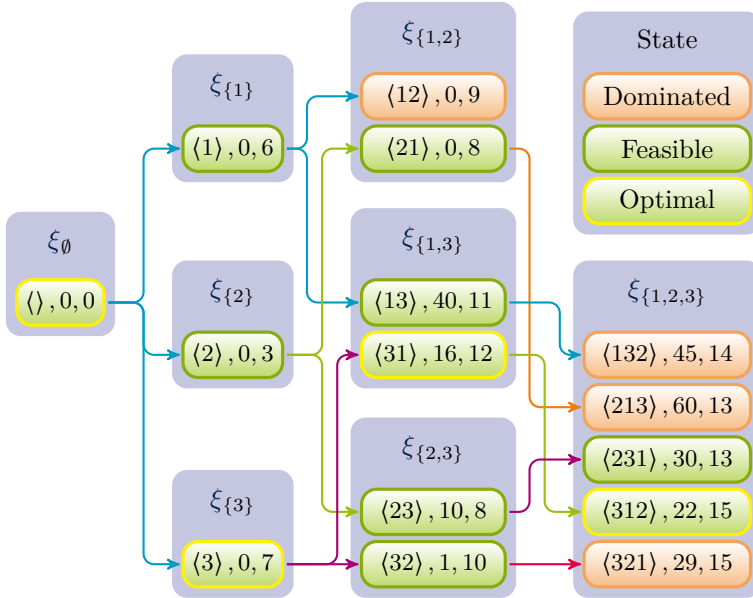 ξ∅
⟨⟩, 0, 0
ξ{1}
⟨1⟩, 0, 6
ξ{2}
⟨2⟩, 0, 3
ξ{3}
⟨3⟩, 0, 7
ξ{1,2}
⟨12⟩, 0, 9
⟨21⟩, 0, 8
ξ{1,3}
⟨13⟩, 40, 11
⟨31⟩, 16, 12
ξ{2,3}
⟨23⟩, 10, 8
⟨32⟩, 1, 10
State
Dominated
Feasible
Optimal
ξ{1,2,3}
⟨132⟩, 45, 14
⟨213⟩, 60, 13
⟨231⟩, 30, 13
⟨312⟩, 22, 15
⟨321⟩, 29, 15